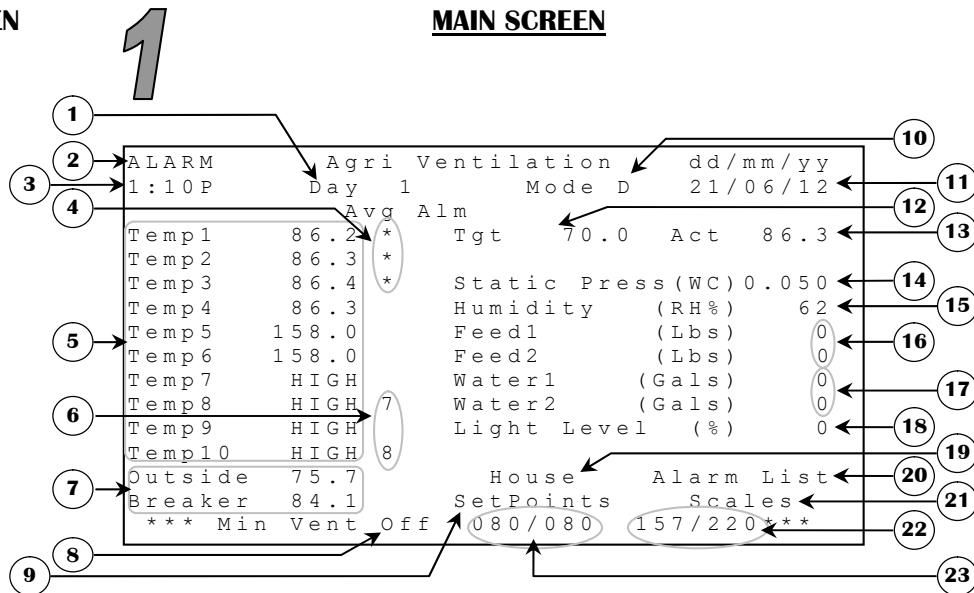 EN
MAIN SCREEN
1
1
2
3
4
5
6
7
8
9
10
11
12
13
14
15
16
17
18
19
20
21
22
23
ALARM Agri Ventilation dd/mm/yy
1:10P Day 1 Mode D 21/06/12
Avg Alm
Temp1 86.2 * Tgt 70.0 Act 86.3
Temp2 86.3 *
Temp3 86.4 * Static Press(WC)0.050
Temp4 86.3 Humidity (RH%) 62
Temp5 158.0 Feed1 (Lbs) 0
Temp6 158.0 Feed2 (Lbs) 0
Temp7 HIGH Water1 (Gals) 0
Temp8 HIGH 7 Water2 (Gals) 0
Temp9 HIGH Light Level (%) 0
Temp10 HIGH 8
Outside 75.7 House Alarm List
Breaker 84.1 SetPoints Scales
*** Min Vent Off 080/080 157/220***